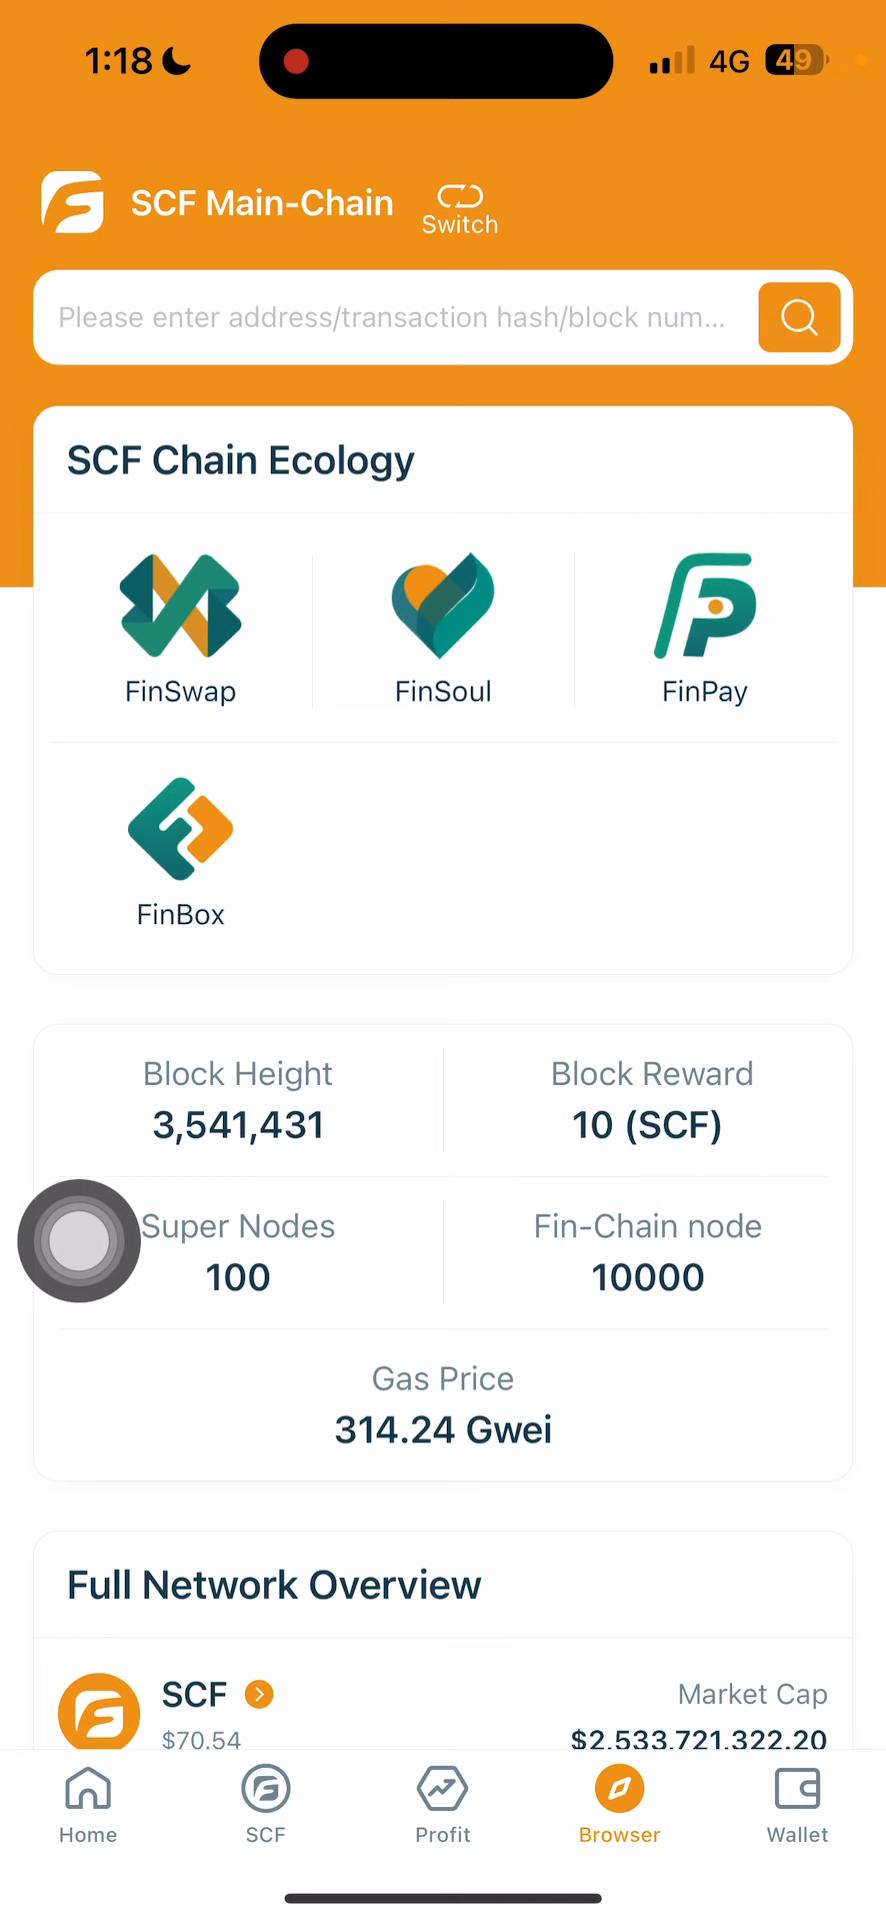 1:18
4G
49
SCF Main-Chain
Switch
Please enter address/transaction hash/block num...
SCF Chain Ecology
FinSwap
FinSoul
FinPay
FinBox
Block Height
Block Reward
3,541,431
10 (SCF)
Super Nodes
Fin-Chain node
100
10000
Gas Price
314.24 Gwei
Full Network Overview
SCF
Market Cap
$70.54
$2,533,721,322.20
Home
SCF
Profit
Browser
Wallet